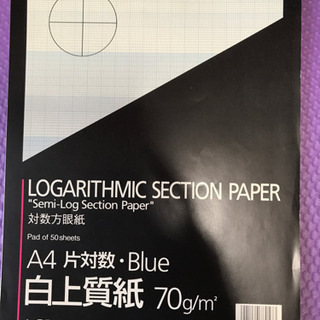 LOGARITHMIC SECTION PAPER
"Semi-Log Section Paper"
対数方眼紙
Pad of 50sheets
A4 片対数・Blue
白上質紙 70g/m²